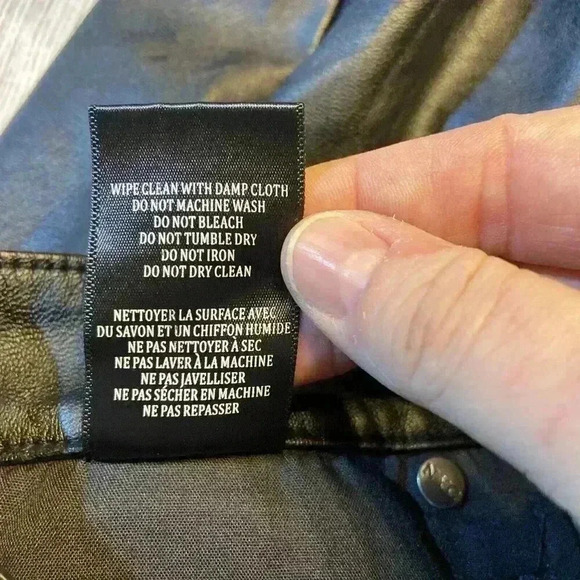 WIPE CLEAN WITH DAMP CLOTH
DO NOT MACHINE WASH
DO NOT BLEACH
DO NOT TUMBLE DRY
DO NOT IRON
DO NOT DRY CLEAN
NETTOYER LA SURFACE AVEC
DU SAVON ET UN CHIFFON HUMIDE
NE PAS NETTOYER À SEC
NE PAS LAVER À LA MACHINE
NE PAS JAVELLISER
NE PAS SÉCHER EN MACHINE
NE PAS REPASSER